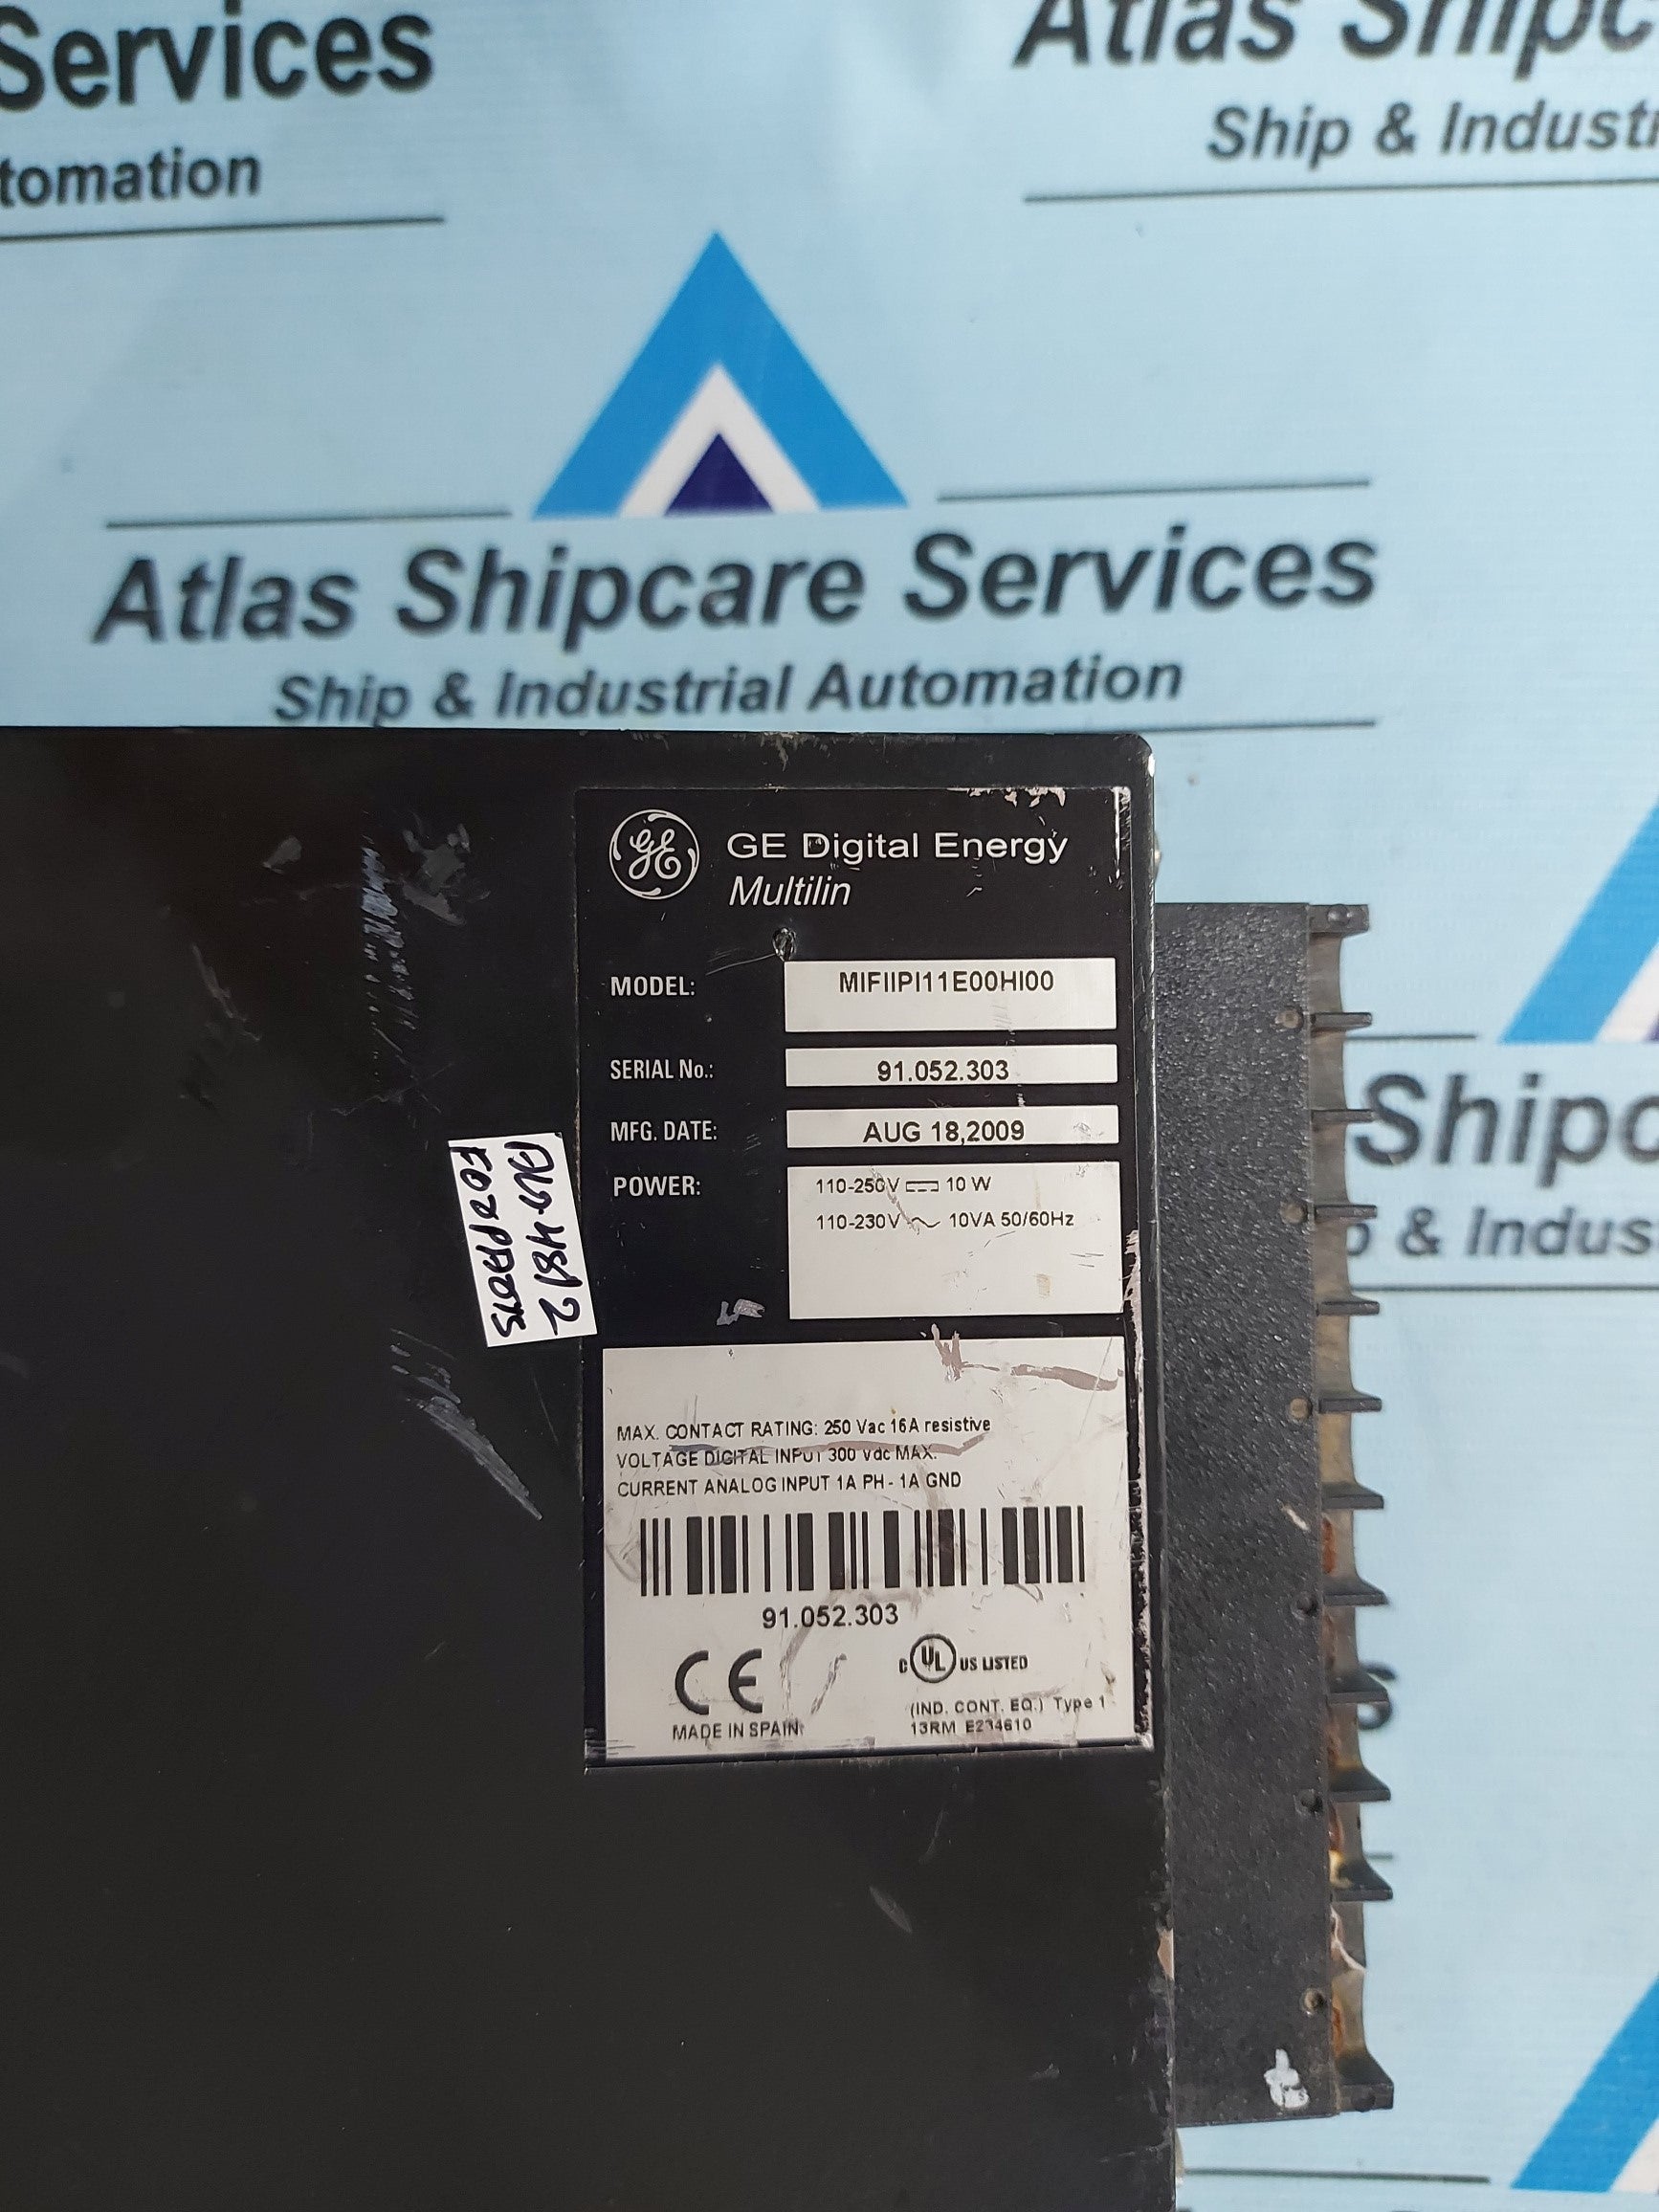 Services
tomation
Atlas Shipc
Ship & Industri
Atlas Shipcare Services
Ship & Industrial Automation
GE
GE Digital Energy
Multilin
MODEL: MIFIIPI11E00HI00
SERIAL No.: 91.052.303
MFG. DATE: AUG 18,2009
POWER: 110-250V 10 W
110-230V 10VA 50/60Hz
MAX. CONTACT RATING: 250 Vac 16A resistive
VOLTAGE DIGITAL INPUT 300 vdc MAX.
CURRENT ANALOG INPUT 1A PH - 1A GND
91.052.303
CE
MADE IN SPAIN
C UL US LISTED
(IND. CONT. EQ.) Type 1
13RM E234610
Shipc
p & Indus
s